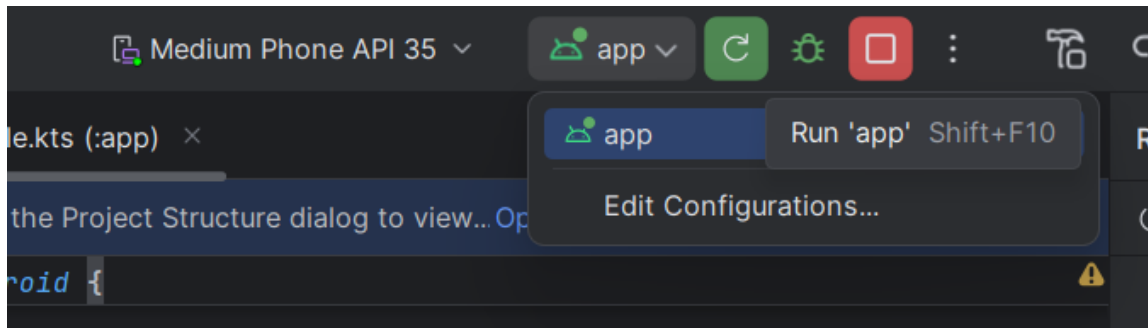 Medium Phone API 35
app
le.kts (:app)
app
Run 'app' Shift+F10
the Project Structure dialog to view...
Edit Configurations...
roid {